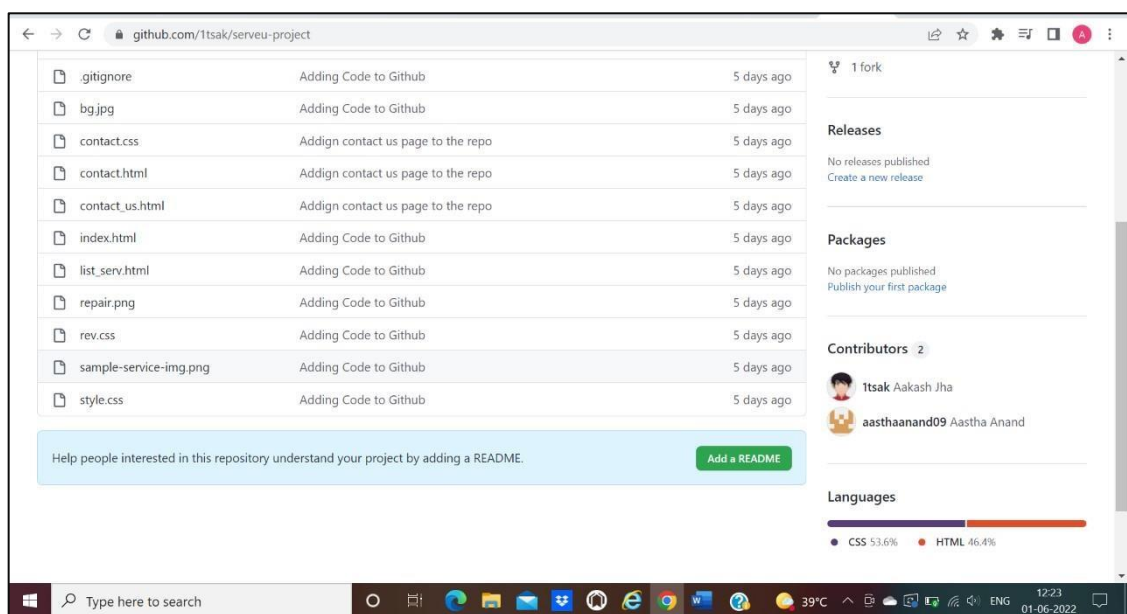 github.com/1tsak/serveu-project
A
.gitignore Adding Code to Github 5 days ago
bg.jpg Adding Code to Github 5 days ago
contact.css Addign contact us page to the repo 5 days ago
contact.html Addign contact us page to the repo 5 days ago
contact_us.html Addign contact us page to the repo 5 days ago
index.html Adding Code to Github 5 days ago
list_serv.html Adding Code to Github 5 days ago
repair.png Adding Code to Github 5 days ago
rev.css Adding Code to Github 5 days ago
sample-service-img.png Adding Code to Github 5 days ago
style.css Adding Code to Github 5 days ago
Help people interested in this repository understand your project by adding a README.
Add a README
1 fork
Releases
No releases published
Create a new release
Packages
No packages published
Publish your first package
Contributors 2
1tsak Aakash Jha
aasthaanand09 Aastha Anand
Languages
CSS 53.6% HTML 46.4%
Type here to search
39°C
ENG
12:23
01-06-2022